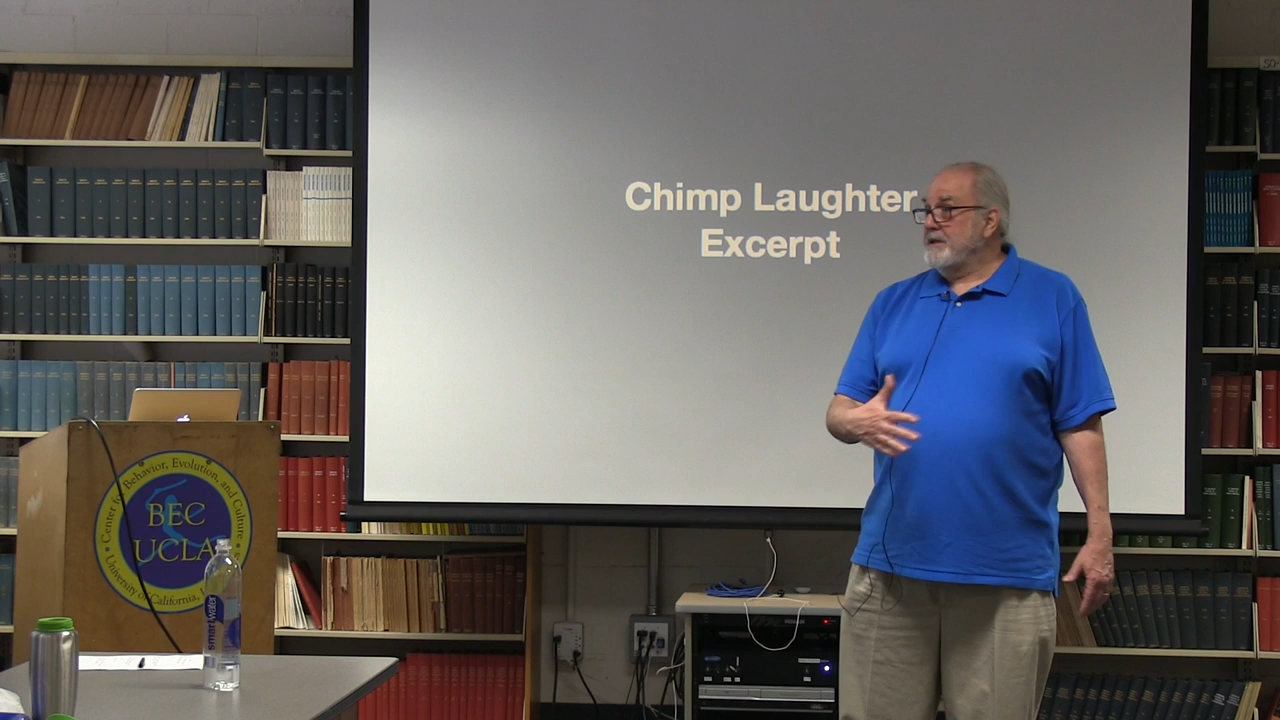 Chimp Laughter
Excerpt
Center for Behavior, Evolution, and Culture
BEC
UCLA
University of California,
smartwater